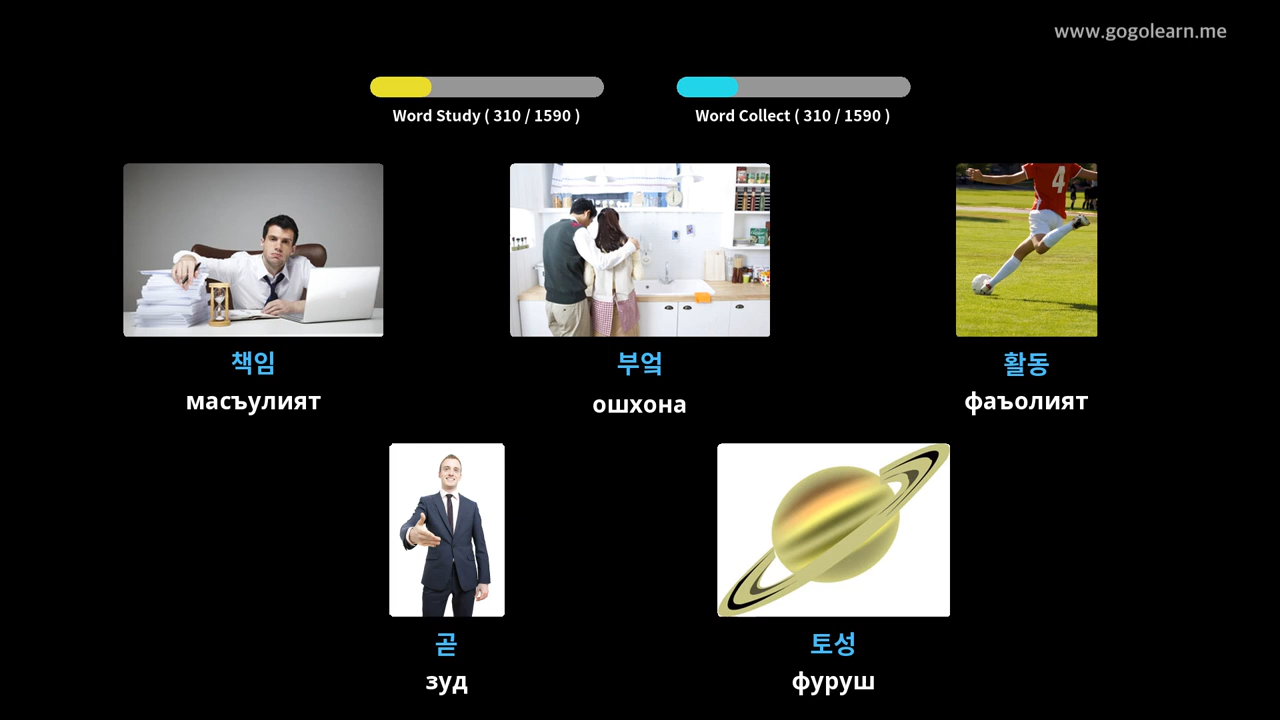 www.gogolearn.me
Word Study ( 310 / 1590 )
Word Collect ( 310 / 1590 )
책임
масъулият
부엌
ошхона
활동
фаъолият
곧
зуд
토성
фуруш